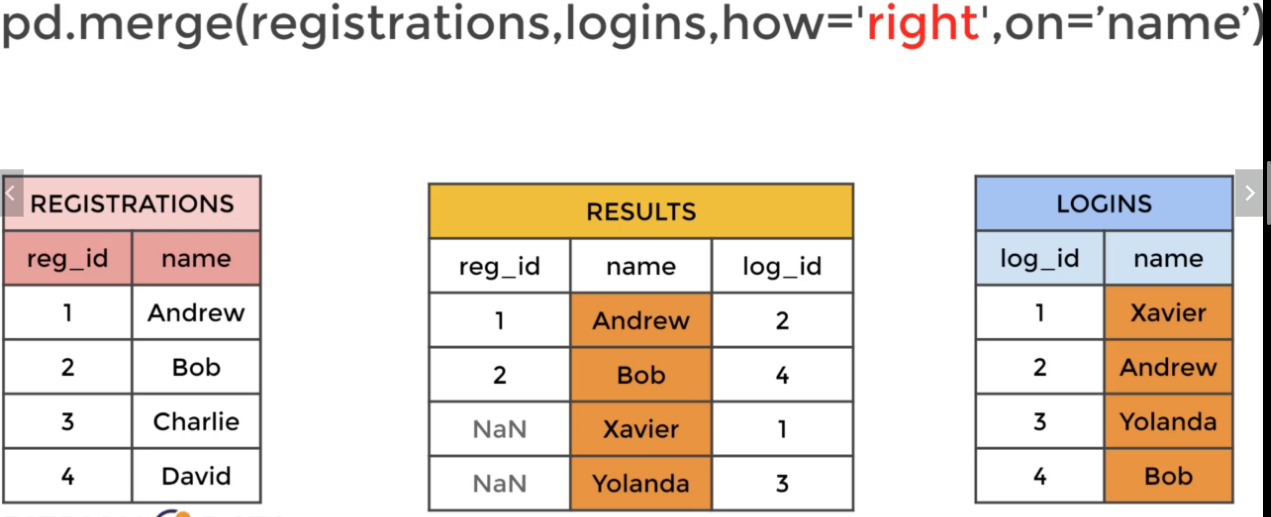 pd.merge(registrations,logins,how='right',on=’name’)
REGISTRATIONS
reg_id name
1 Andrew
2 Bob
3 Charlie
4 David
RESULTS
reg_id name log_id
1 Andrew 2
2 Bob 4
NaN Xavier 1
NaN Yolanda 3
LOGINS
log_id name
1 Xavier
2 Andrew
3 Yolanda
4 Bob